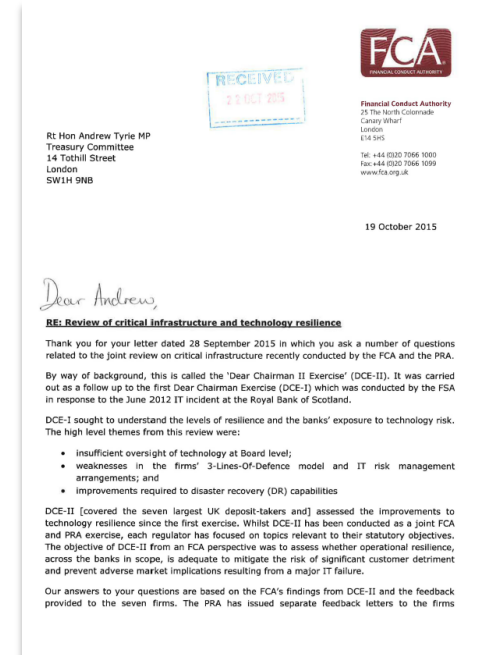 FCA
FINANCIAL CONDUCT AUTHORITY
RECEIVED
22 OCT 2015
Financial Conduct Authority
25 The North Colonnade
Canary Wharf
London
E14 5HS
Tel: +44 (0)20 7066 1000
Fax: +44 (0)20 7066 1099
www.fca.org.uk
Rt Hon Andrew Tyrie MP
Treasury Committee
14 Tothill Street
London
SW1H 9NB
19 October 2015
Dear Andrew,
RE: Review of critical infrastructure and technology resilience
Thank you for your letter dated 28 September 2015 in which you ask a number of questions
related to the joint review on critical infrastructure recently conducted by the FCA and the PRA.
By way of background, this is called the 'Dear Chairman II Exercise' (DCE-II). It was carried
out as a follow up to the first Dear Chairman Exercise (DCE-I) which was conducted by the FSA
in response to the June 2012 IT incident at the Royal Bank of Scotland.
DCE-I sought to understand the levels of resilience and the banks' exposure to technology risk.
The high level themes from this review were:
• insufficient oversight of technology at Board level;
• weaknesses in the firms' 3-Lines-Of-Defence model and IT risk management
arrangements; and
• improvements required to disaster recovery (DR) capabilities
DCE-II [covered the seven largest UK deposit-takers and] assessed the improvements to
technology resilience since the first exercise. Whilst DCE-II has been conducted as a joint FCA
and PRA exercise, each regulator has focused on topics relevant to their statutory objectives.
The objective of DCE-II from an FCA perspective was to assess whether operational resilience,
across the banks in scope, is adequate to mitigate the risk of significant customer detriment
and prevent adverse market implications resulting from a major IT failure.
Our answers to your questions are based on the FCA's findings from DCE-II and the feedback
provided to the seven firms. The PRA has issued separate feedback letters to the firms